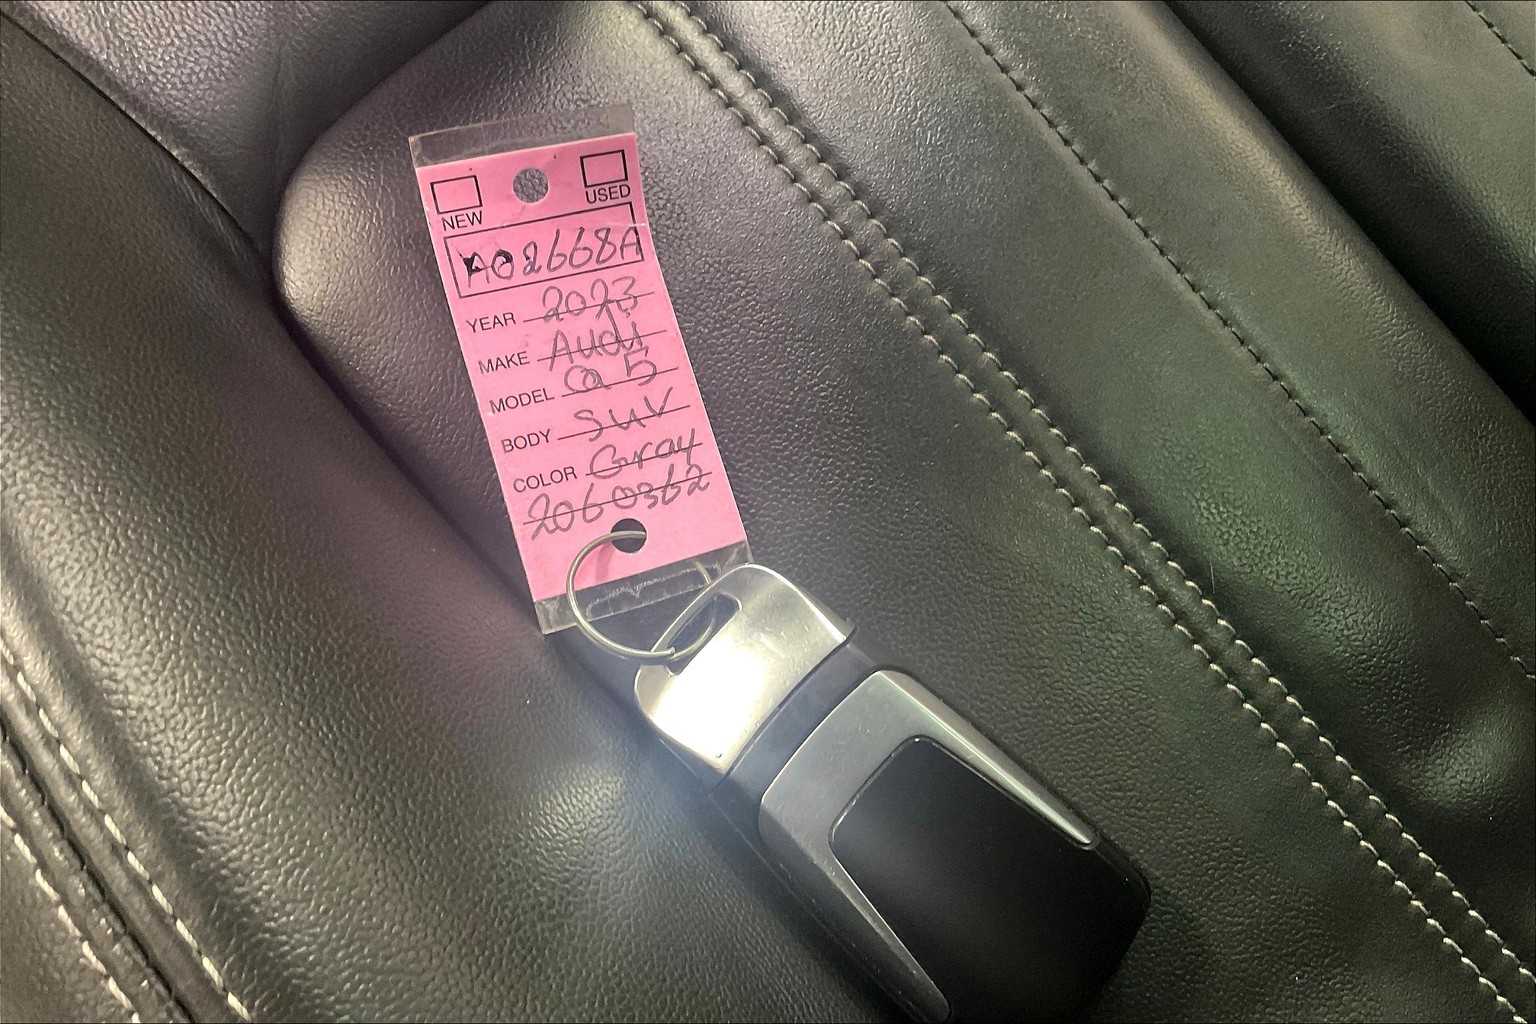 NEW USED
A02668A
YEAR 2023
MAKE Audi
MODEL Q5
BODY SUV
COLOR Gray
2060362